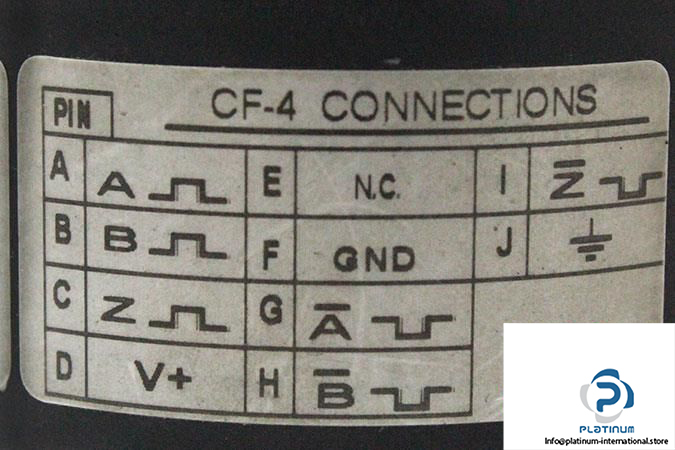 PIN CF-4 CONNECTIONS
A A E N.C. I Z̅
B B F GND J
C Z G A̅
D V+ H B̅
PLATINUM
Info@platinum-international.store